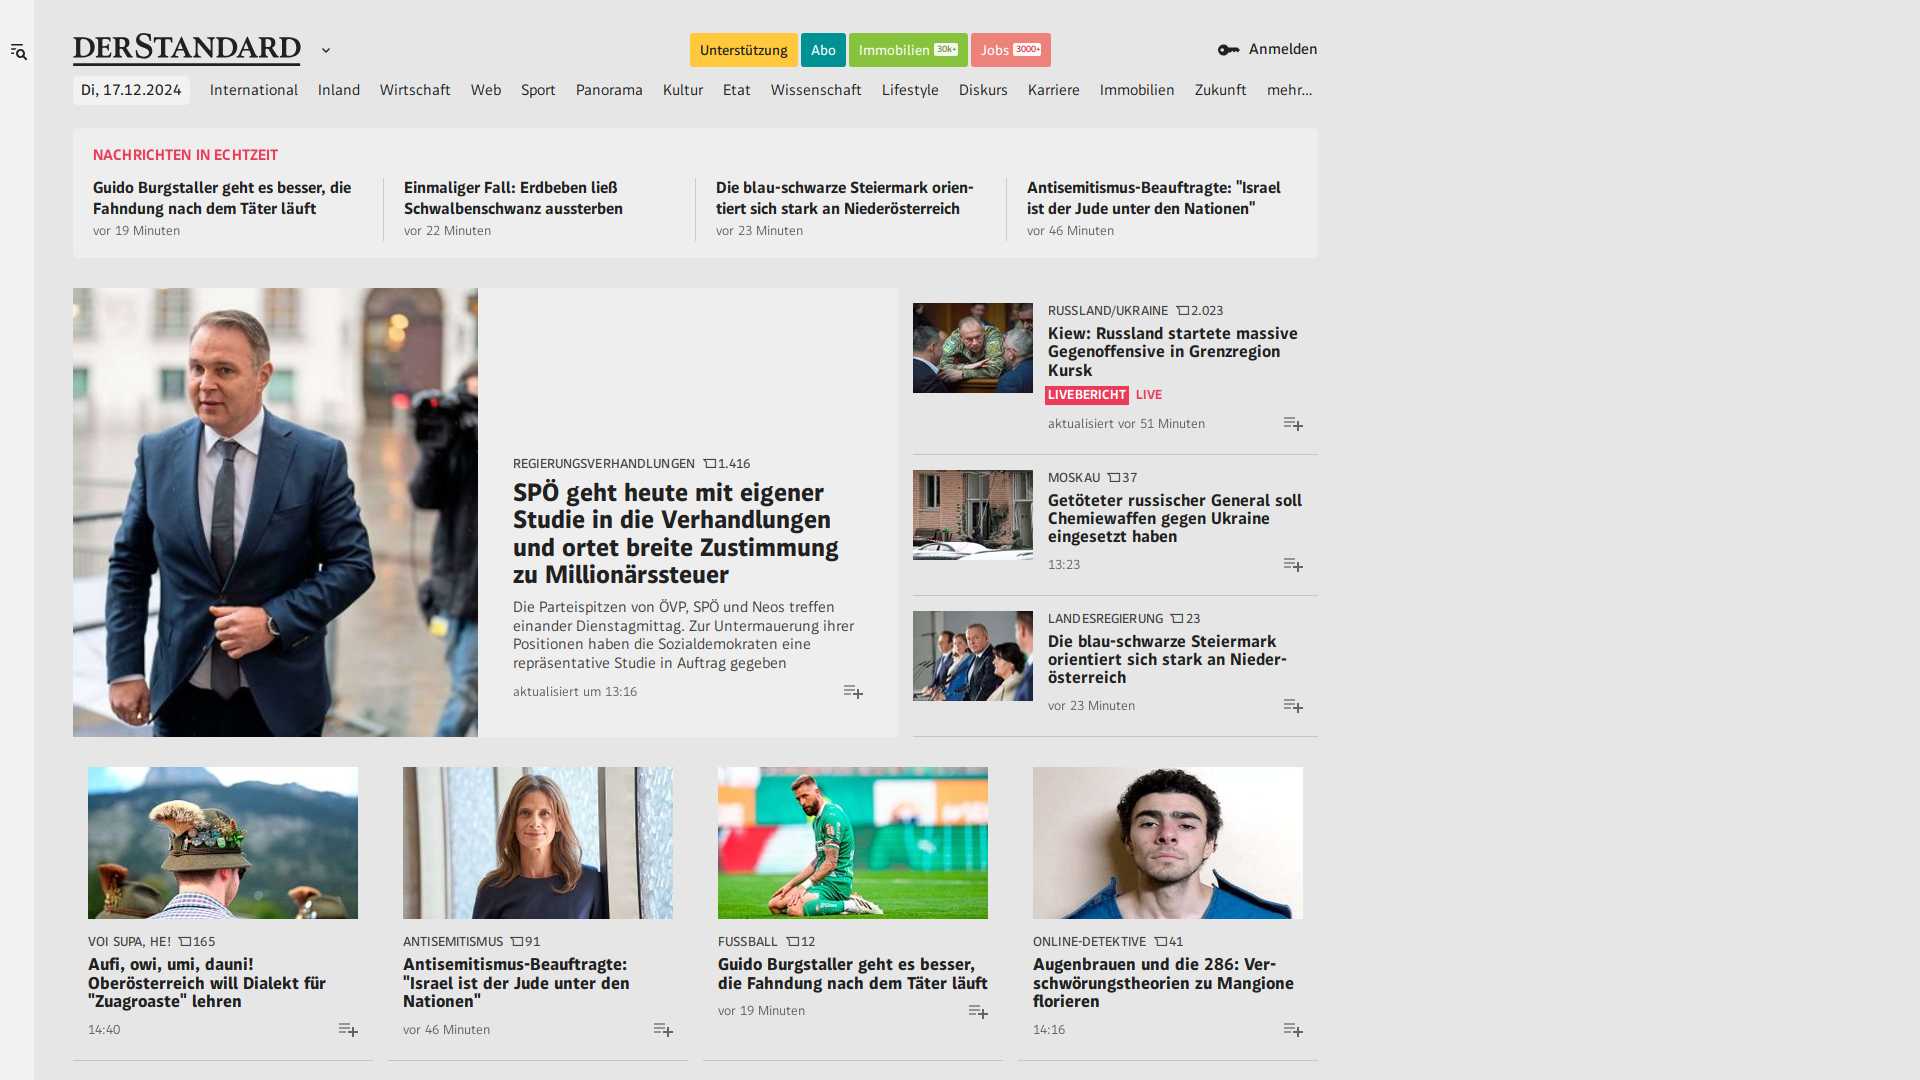 DERSTANDARD
Unterstützung
Abo
Immobilien 30k+
Jobs 3000+
Anmelden
Di, 17.12.2024
International
Inland
Wirtschaft
Web
Sport
Panorama
Kultur
Etat
Wissenschaft
Lifestyle
Diskurs
Karriere
Immobilien
Zukunft
mehr...
NACHRICHTEN IN ECHTZEIT
Guido Burgstaller geht es besser, die
Fahndung nach dem Täter läuft
vor 19 Minuten
Einmaliger Fall: Erdbeben ließ
Schwalbenschwanz aussterben
vor 22 Minuten
Die blau-schwarze Steiermark orien-
tiert sich stark an Niederösterreich
vor 23 Minuten
Antisemitismus-Beauftragte: "Israel
ist der Jude unter den Nationen"
vor 46 Minuten
REGIERUNGSVERHANDLUNGEN 1.416
SPÖ geht heute mit eigener
Studie in die Verhandlungen
und ortet breite Zustimmung
zu Millionärssteuer
Die Parteispitzen von ÖVP, SPÖ und Neos treffen
einander Dienstagmittag. Zur Untermauerung ihrer
Positionen haben die Sozialdemokraten eine
repräsentative Studie in Auftrag gegeben
aktualisiert um 13:16
RUSSLAND/UKRAINE 2.023
Kiew: Russland startete massive
Gegenoffensive in Grenzregion
Kursk
LIVEBERICHT LIVE
aktualisiert vor 51 Minuten
MOSKAU 37
Getöteter russischer General soll
Chemiewaffen gegen Ukraine
eingesetzt haben
13:23
LANDESREGIERUNG 23
Die blau-schwarze Steiermark
orientiert sich stark an Nieder-
österreich
vor 23 Minuten
VOI SUPA, HE! 165
Aufi, owi, umi, dauni!
Oberösterreich will Dialekt für
"Zuagroaste" lehren
14:40
ANTISEMITISMUS 91
Antisemitismus-Beauftragte:
"Israel ist der Jude unter den
Nationen"
vor 46 Minuten
FUSSBALL 12
Guido Burgstaller geht es besser,
die Fahndung nach dem Täter läuft
vor 19 Minuten
ONLINE-DETEKTIVE 41
Augenbrauen und die 286: Ver-
schwörungstheorien zu Mangione
florieren
14:16